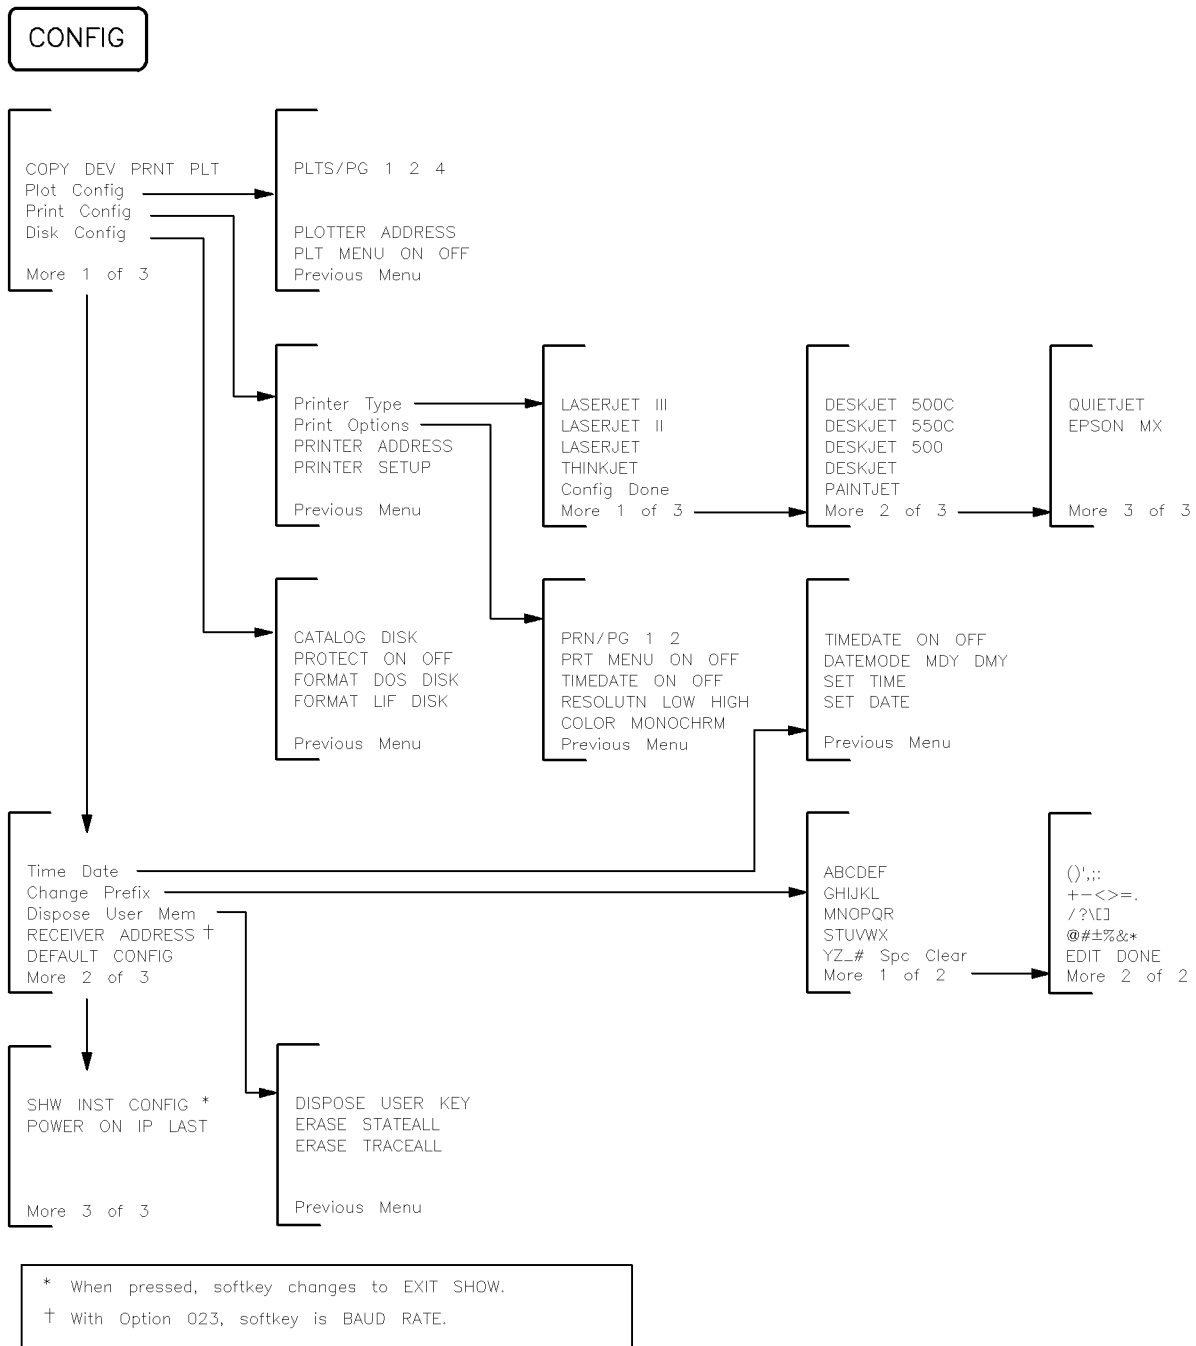 CONFIG
COPY DEV PRNT PLT
Plot Config
Print Config
Disk Config
More 1 of 3
PLTS/PG 1 2 4
PLOTTER ADDRESS
PLT MENU ON OFF
Previous Menu
Printer Type
Print Options
PRINTER ADDRESS
PRINTER SETUP
Previous Menu
LASERJET III
LASERJET II
LASERJET
THINKJET
Config Done
More 1 of 3
DESKJET 500C
DESKJET 550C
DESKJET 500
DESKJET
PAINTJET
More 2 of 3
QUIETJET
EPSON MX
More 3 of 3
CATALOG DISK
PROTECT ON OFF
FORMAT DOS DISK
FORMAT LIF DISK
Previous Menu
PRN/PG 1 2
PRT MENU ON OFF
TIMEDATE ON OFF
RESOLUTN LOW HIGH
COLOR MONOCHRM
Previous Menu
TIMEDATE ON OFF
DATEMODE MDY DMY
SET TIME
SET DATE
Previous Menu
Time Date
Change Prefix
Dispose User Mem
RECEIVER ADDRESS †
DEFAULT CONFIG
More 2 of 3
ABCDEF
GHIJKL
MNOPQR
STUVWX
YZ_# Spc Clear
More 1 of 2
()',;:
+-<>=.
/?\[]
@#±%&*
EDIT DONE
More 2 of 2
SHW INST CONFIG *
POWER ON IP LAST
More 3 of 3
DISPOSE USER KEY
ERASE STATEALL
ERASE TRACEALL
Previous Menu
* When pressed, softkey changes to EXIT SHOW.
† With Option 023, softkey is BAUD RATE.